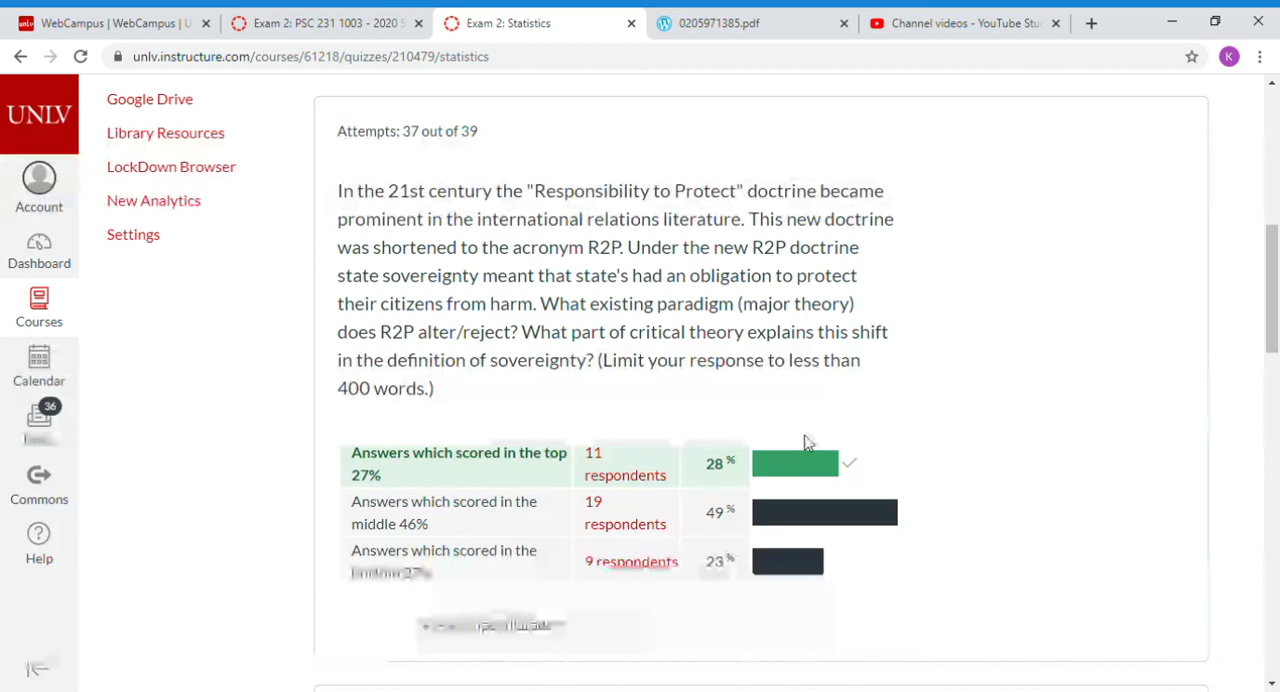 WebCampus | WebCampus | U
Exam 2: PSC 231 1003 - 2020 S
Exam 2: Statistics
0205971385.pdf
Channel videos - YouTube Stu
unlv.instructure.com/courses/61218/quizzes/210479/statistics
K
UNLV
Account
Dashboard
Courses
Calendar
36
Commons
Help
Google Drive
Library Resources
LockDown Browser
New Analytics
Settings
Attempts: 37 out of 39
In the 21st century the "Responsibility to Protect" doctrine became
prominent in the international relations literature. This new doctrine
was shortened to the acronym R2P. Under the new R2P doctrine
state sovereignty meant that state's had an obligation to protect
their citizens from harm. What existing paradigm (major theory)
does R2P alter/reject? What part of critical theory explains this shift
in the definition of sovereignty? (Limit your response to less than
400 words.)
Answers which scored in the top
27%
11
respondents
28 %
Answers which scored in the
middle 46%
19
respondents
49 %
Answers which scored in the
27%
9 respondents
23 %